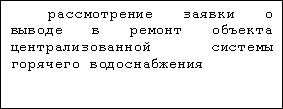 рассмотрение заявки о
выводе в ремонт объекта
централизованной системы
горячего водоснабжения